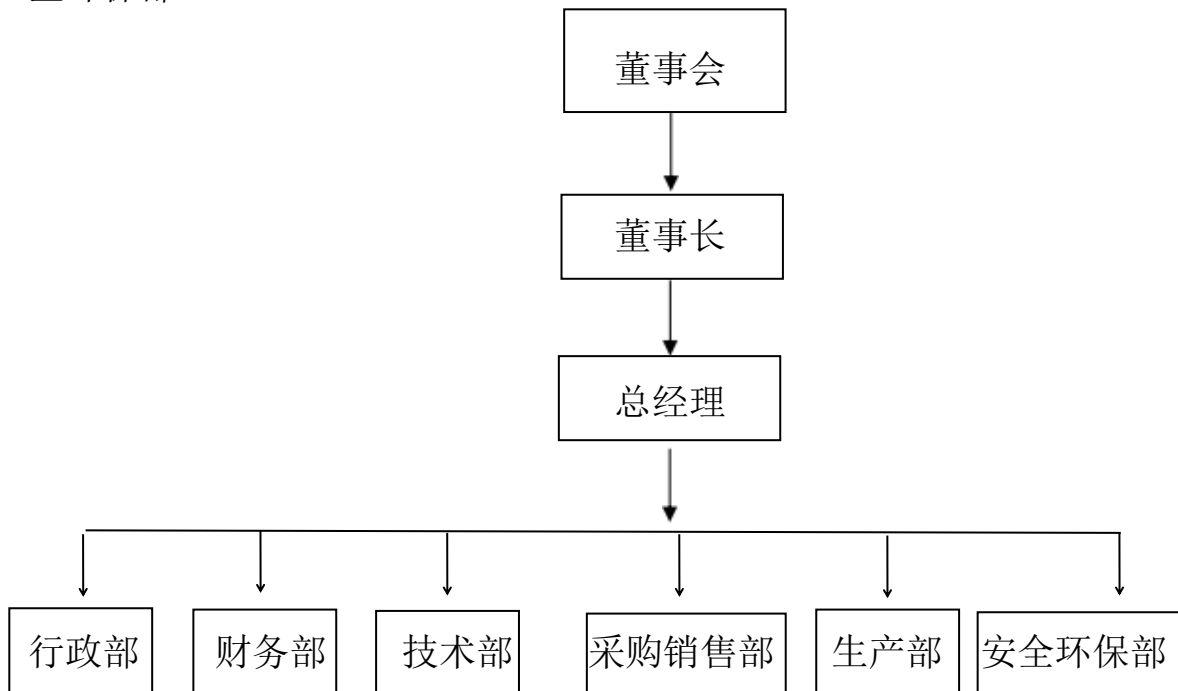 董事会
董事长
总经理
行政部
财务部
技术部
采购销售部
生产部
安全环保部